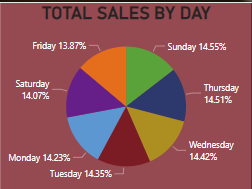 TOTAL SALES BY DAY
Friday 13.87%
Sunday 14.55%
Saturday
14.07%
Thursday
14.51%
Wednesday
14.42%
Monday 14.23%
Tuesday 14.35%